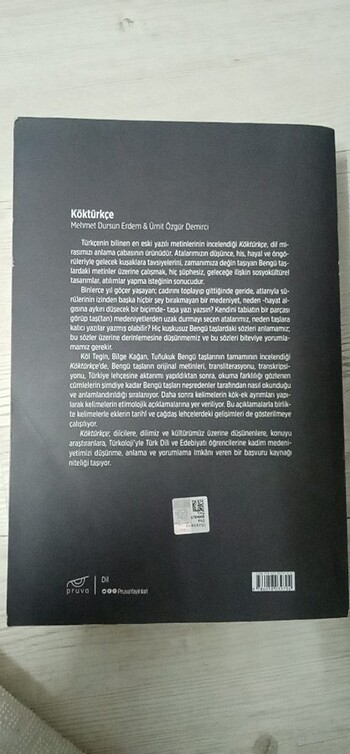 Köktürkçe
Mehmet Dursun Erdem & Ümit Özgür Demirci
Türkçenin bilinen en eski yazılı metinlerinin incelendiği Köktürkçe, dil mi-
rasımızı anlama çabasının ürünüdür. Atalarımızın düşünce, his, hayal ve öngö-
rüleriyle gelecek kuşaklara tavsiyelerini, zamanımıza değin taşıyan Bengü taş-
lardaki metinler üzerine çalışmak, hiç şüphesiz, geleceğe ilişkin sosyokültürel
tasarımlar, atılımlar yapma isteğinin sonucudur.
Binlerce yıl göçer yaşayan; çadırını toplayıp gittiğinde geride, atlarıyla sü-
rülerinin izinden başka hiçbir şey bırakmayan bir medeniyet, neden -hayat al-
gısına aykırı düşecek bir biçimde- taşa yazı yazsın? Kendini tabiatın bir parçası
görüp taş(tan) medeniyetlerden uzak durmayı seçen atalarımız, neden taşlara
kalıcı yazılar yazmış olabilir? Hiç kuşkusuz Bengü taşlardaki sözleri anlamamız;
bu sözler üzerine derinlemesine düşünmemiz ve bu sözleri biteviye yorumla-
mamız gerekir.
Köl Tegin, Bilge Kağan, Tuñukuk Bengü taşlarının tamamının incelendiği
Köktürkçe'de, Bengü taşların orijinal metinleri, transliterasyonu, transkripsi-
yonu, Türkiye lehçesine aktarımı yapıldıktan sonra, okuma farklılığı gözlenen
cümlelerin şimdiye kadar Bengü taşları neşredenler tarafından nasıl okunduğu
ve anlamlandırıldığı sıralanıyor. Daha sonra kelimelerin kök-ek ayrımları yapı-
larak kelimelerin etimolojik açıklamalarına yer veriliyor. Bu açıklamalarla birlik-
te kelimelerle eklerin tarihî ve çağdaş lehçelerdeki gelişimleri de gösterilmeye
çalışılıyor.
Köktürkçe; dilcilere, dilimiz ve kültürümüz üzerine düşünenlere, konuyu
araştıranlara, Türkoloji'yle Türk Dili ve Edebiyatı öğrencilerine kadim medeni-
yetimizi düşünme, anlama ve yorumlama imkânı veren bir başvuru kaynağı
niteliği taşıyor.
pruva
Dil
PruvaYayinlari